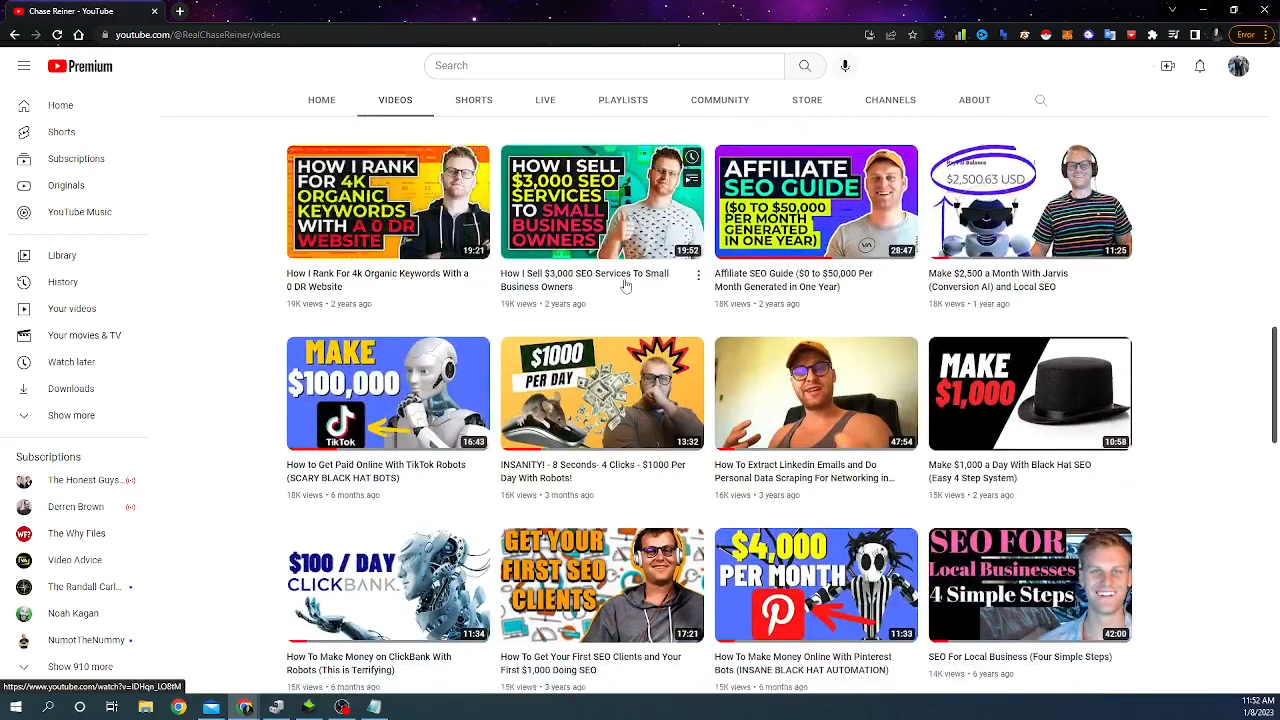 Chase Reiner
youtube.com/@RealChaseReiner/videos
Error
Premium
Search
HOME
VIDEOS
SHORTS
LIVE
PLAYLISTS
COMMUNITY
STORE
CHANNELS
ABOUT
Home
Shorts
Subscriptions
Originals
YouTube Music
Library
History
Your videos
Your movies & TV
Watch later
Downloads
Show more
Subscriptions
The Honest Guys...
Derren Brown
The Why Files
Video Advice
The Randall Carl...
Noah Kagan
NumotTheNummy
Show 910 more
HOW I RANK
FOR 4K
ORGANIC
KEYWORDS
WITH A 0 DR
WEBSITE
19:21
How I Rank For 4k Organic Keywords With a
0 DR Website
19K views • 2 years ago
HOW I SELL
$3,000 SEO
SERVICES
TO SMALL
BUSINESS
OWNERS
19:52
How I Sell $3,000 SEO Services To Small
Business Owners
19K views • 2 years ago
AFFILIATE
SEO GUIDE
($0 TO $50,000
PER MONTH
GENERATED
IN ONE YEAR)
28:47
Affiliate SEO Guide ($0 to $50,000 Per
Month Generated in One Year)
18K views • 2 years ago
PayPal Balance
$2,500.63 USD
11:25
Make $2,500 a Month With Jarvis
(Conversion AI) and Local SEO
18K views • 1 year ago
MAKE
$100,000
TikTok
16:43
How to Get Paid Online With TikTok Robots
(SCARY BLACK HAT BOTS)
18K views • 6 months ago
$1000
PER DAY
13:32
INSANITY! - 8 Seconds- 4 Clicks - $1000 Per
Day With Robots!
16K views • 3 months ago
47:54
How To Extract Linkedin Emails and Do
Personal Data Scraping For Networking in...
16K views • 3 years ago
MAKE
$1,000
10:58
Make $1,000 a Day With Black Hat SEO
(Easy 4 Step System)
15K views • 2 years ago
$100 / DAY
CLICKBANK
11:34
How To Make Money on ClickBank With
Robots (This is Terrifying)
15K views • 6 months ago
GET YOUR
FIRST SEO
CLIENTS
17:21
How To Get Your First SEO Clients and Your
First $1,000 Doing SEO
15K views • 3 years ago
$4,000
PER MONTH
11:33
How To Make Money Online With Pinterest
Bots (INSANE BLACK HAT AUTOMATION)
15K views • 6 months ago
SEO FOR
Local Businesses
4 Simple Steps
42:00
SEO For Local Business (Four Simple Steps)
14K views • 6 years ago
https://www.youtube.com/watch?v=IDHqn_LO8tM
11:52 AM
1/8/2023